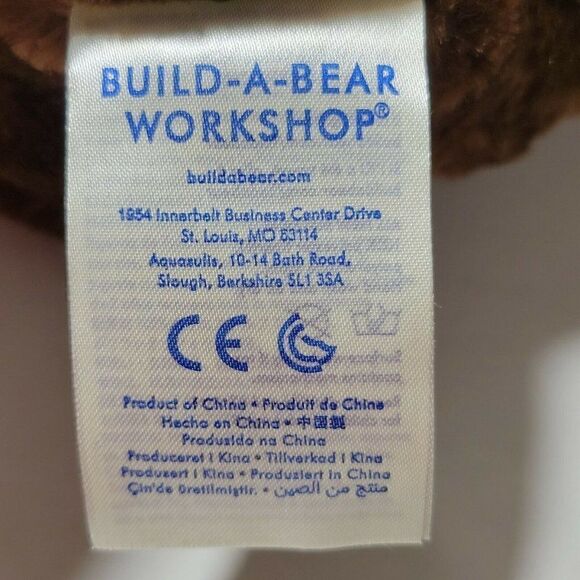 BUILD-A-BEAR
WORKSHOP®
buildabear.com
1954 Innerbelt Business Center Drive
St. Louis, MO 63114
Aquasulis, 10-14 Bath Road,
Slough, Berkshire SL1 3SA
CE
Product of China • Produit de Chine
Hecho en China • 中國製
Produzido na China
Produceret i Kina • Tillverkad i Kina
Produsert i Kina • Produziert in China
Çin'de üretilmiştir. • منتج من الصين